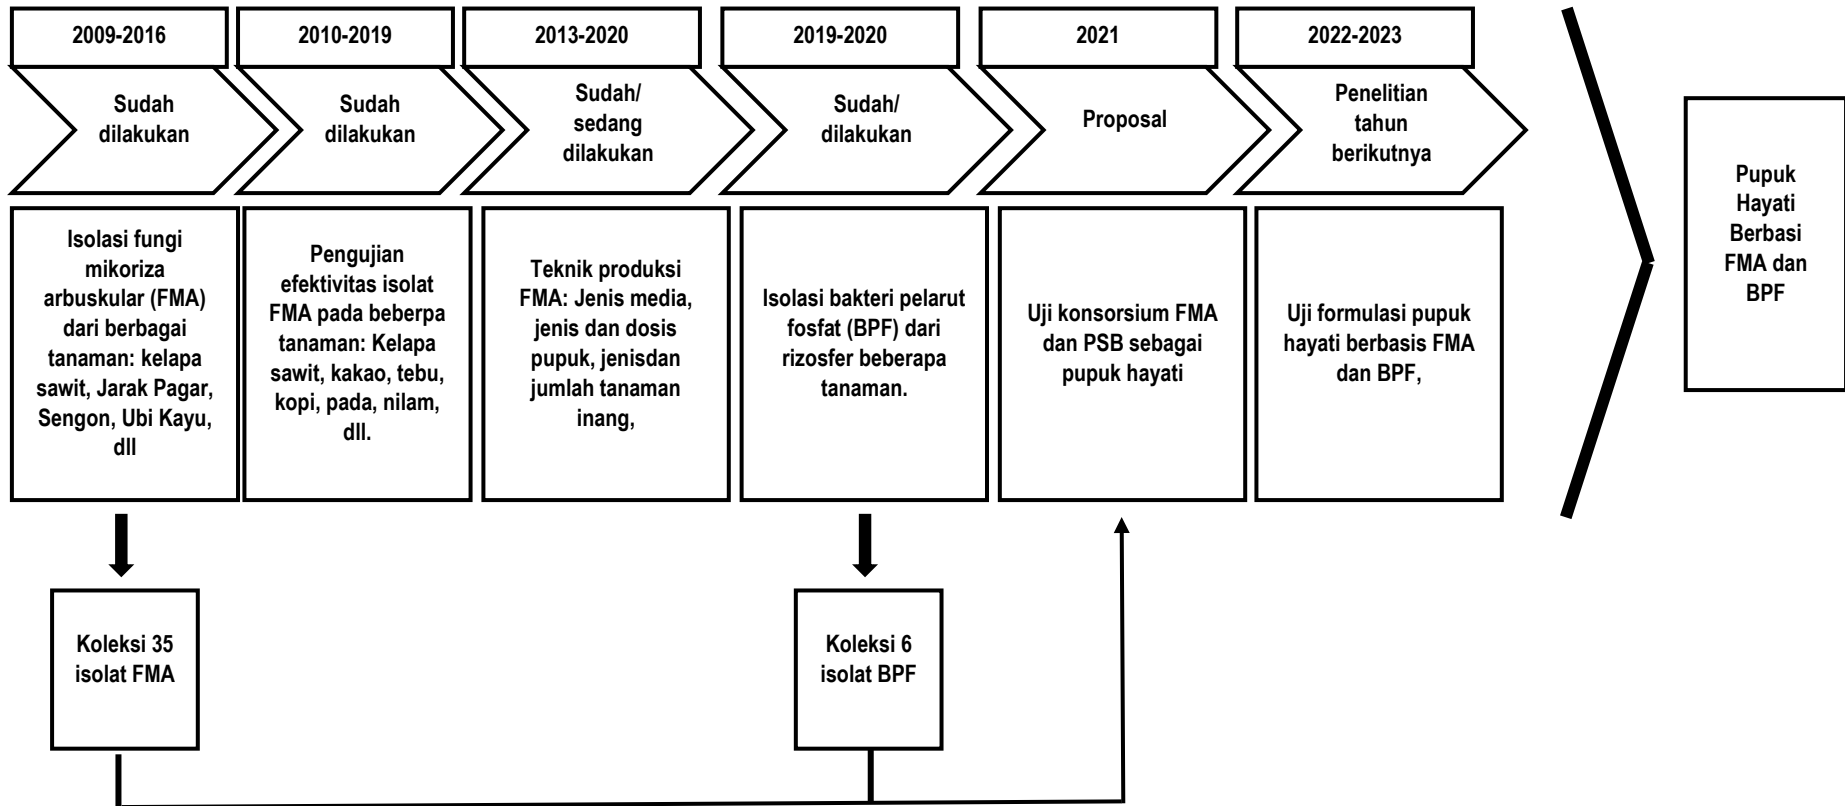 2009-2016
2010-2019
2013-2020
2019-2020
2021
2022-2023
Sudah
dilakukan
Sudah
dilakukan
Sudah/
sedang
dilakukan
Sudah/
dilakukan
Proposal
Penelitian
tahun
berikutnya
Isolasi fungi
mikoriza
arbuskular (FMA)
dari berbagai
tanaman: kelapa
sawit, Jarak Pagar,
Sengon, Ubi Kayu,
dll
Pengujian
efektivitas isolat
FMA pada beberpa
tanaman: Kelapa
sawit, kakao, tebu,
kopi, pada, nilam,
dll.
Teknik produksi
FMA: Jenis media,
jenis dan dosis
pupuk, jenisdan
jumlah tanaman
inang,
Isolasi bakteri pelarut
fosfat (BPF) dari
rizosfer beberapa
tanaman.
Uji konsorsium FMA
dan PSB sebagai
pupuk hayati
Uji formulasi pupuk
hayati berbasis FMA
dan BPF,
Pupuk
Hayati
Berbasi
FMA dan
BPF
Koleksi 35
isolat FMA
Koleksi 6
isolat BPF